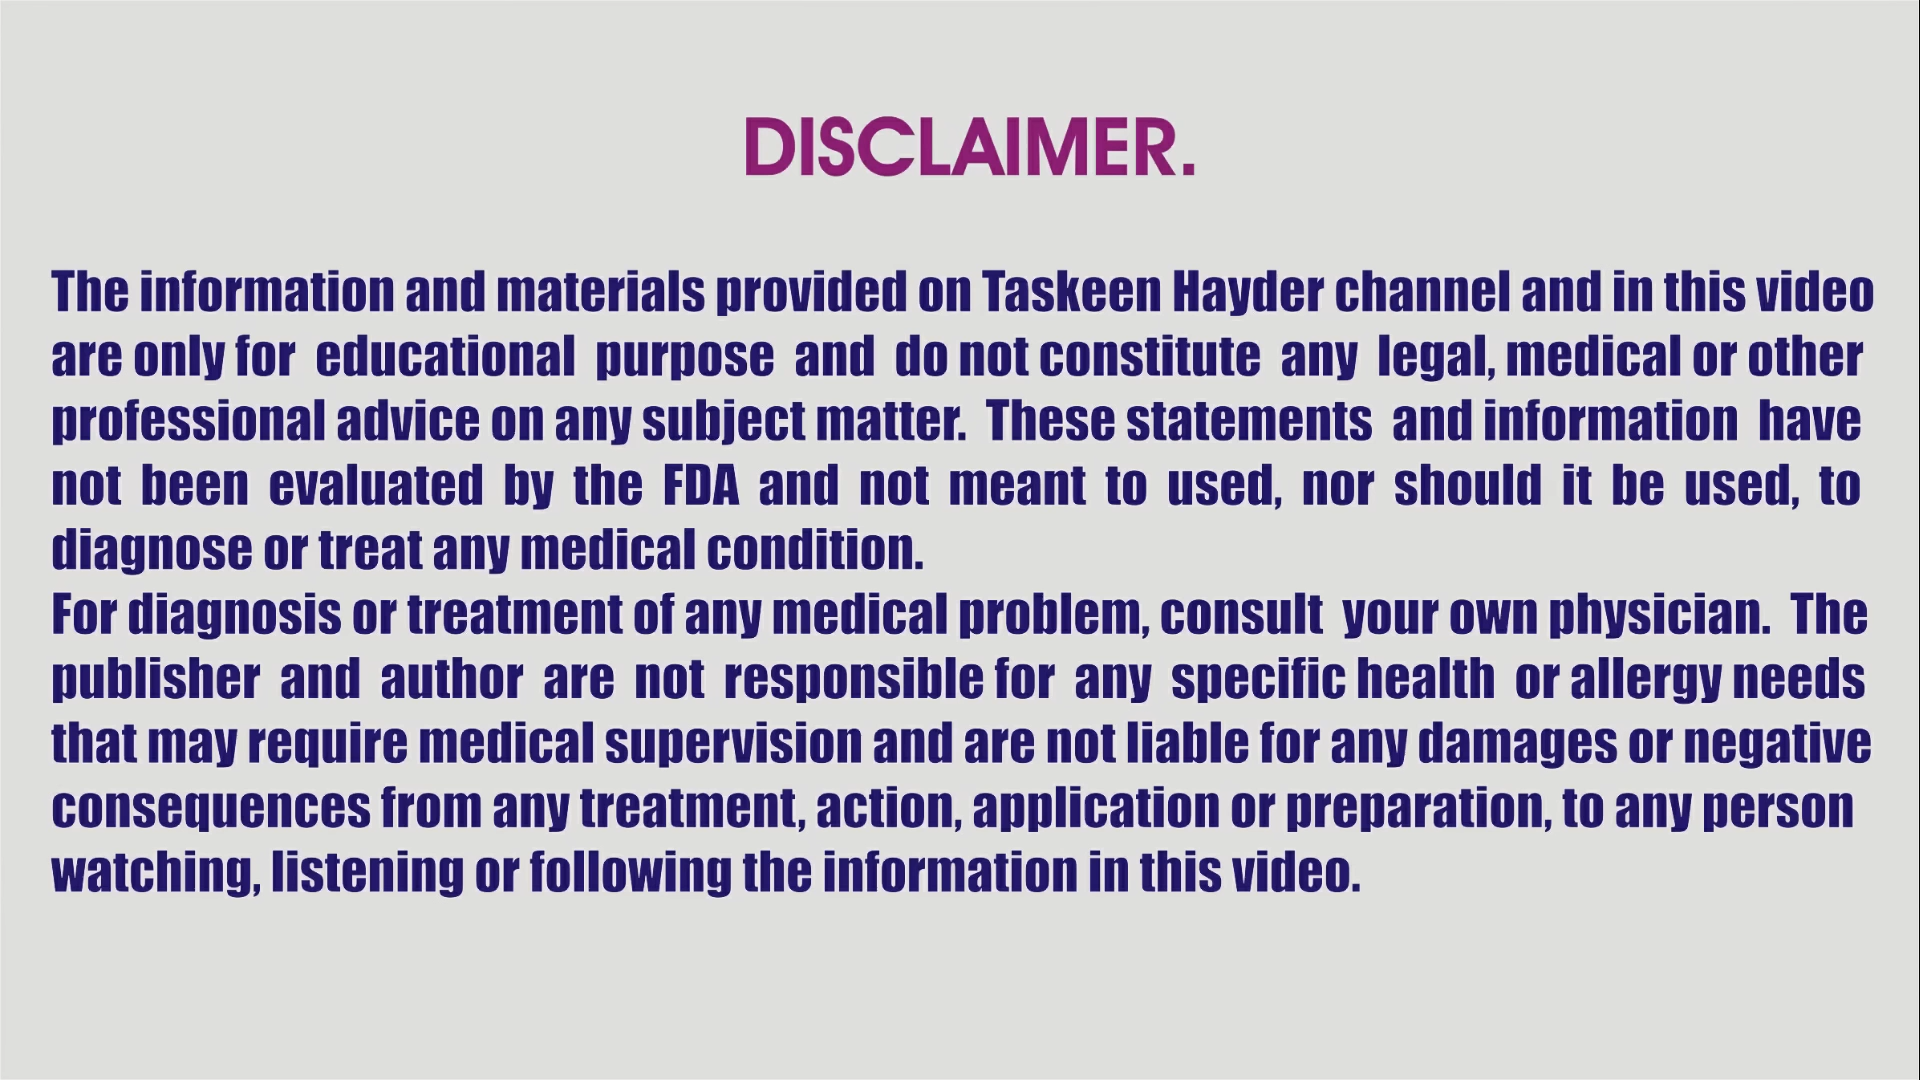 DISCLAIMER.
The information and materials provided on Taskeen Hayder channel and in this video
are only for educational purpose and do not constitute any legal, medical or other
professional advice on any subject matter. These statements and information have
not been evaluated by the FDA and not meant to used, nor should it be used, to
diagnose or treat any medical condition.
For diagnosis or treatment of any medical problem, consult your own physician. The
publisher and author are not responsible for any specific health or allergy needs
that may require medical supervision and are not liable for any damages or negative
consequences from any treatment, action, application or preparation, to any person
watching, listening or following the information in this video.